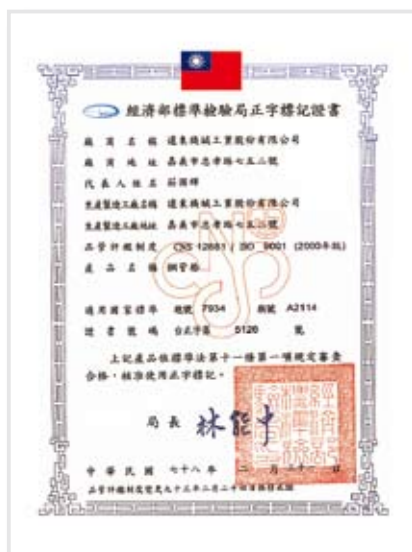 經濟部標準檢驗局正字標記證書
廠商名稱 遠東機械工業股份有限公司
廠商地址 嘉義市忠孝路七五二號
代表人姓名 莊國輝
生產製造工廠名稱 遠東機械工業股份有限公司
生產製造工廠地址 嘉義市忠孝路七五二號
品管評鑑制度 CNS 12681 / ISO 9001 (2000年版)
產品名稱 鋼管格
適用國家標準 總號 7934 類號 A2114
證書號碼 台正字第 5126 號
上記產品依標準法第十一條第一項規定審查
合格,核准使用正字標記。
局長 林能中
中華民國 七十八年 二月 二十一日